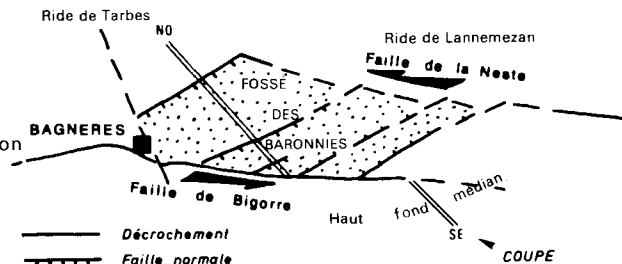 Ride de Tarbes
NO
Ride de Lannemezan
Faille de la Neste
FOSSE
DES
BARONNIES
BAGNERES
on
Faille de Bigorre
Haut fond médian
SE
COUPE
Décrochement
Faille normale